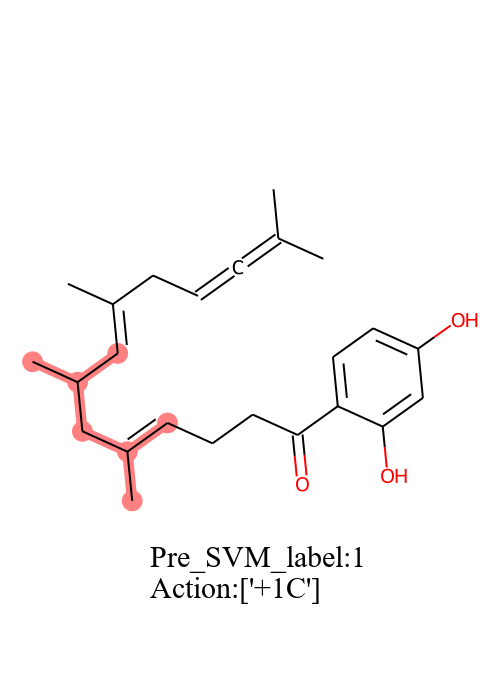 C
OH
O
OH
Pre_SVM_label:1
Action:['+1C']